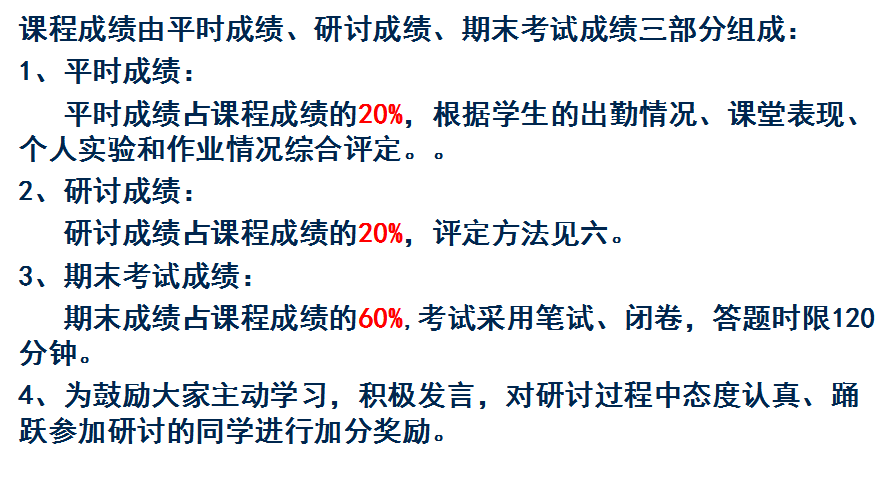 课程成绩由平时成绩、研讨成绩、期末考试成绩三部分组成：
1、平时成绩：
平时成绩占课程成绩的20%，根据学生的出勤情况、课堂表现、
个人实验和作业情况综合评定。。
2、研讨成绩：
研讨成绩占课程成绩的20%，评定方法见六。
3、期末考试成绩：
期末成绩占课程成绩的60%,考试采用笔试、闭卷，答题时限120
分钟。
4、为鼓励大家主动学习，积极发言，对研讨过程中态度认真、踊
跃参加研讨的同学进行加分奖励。